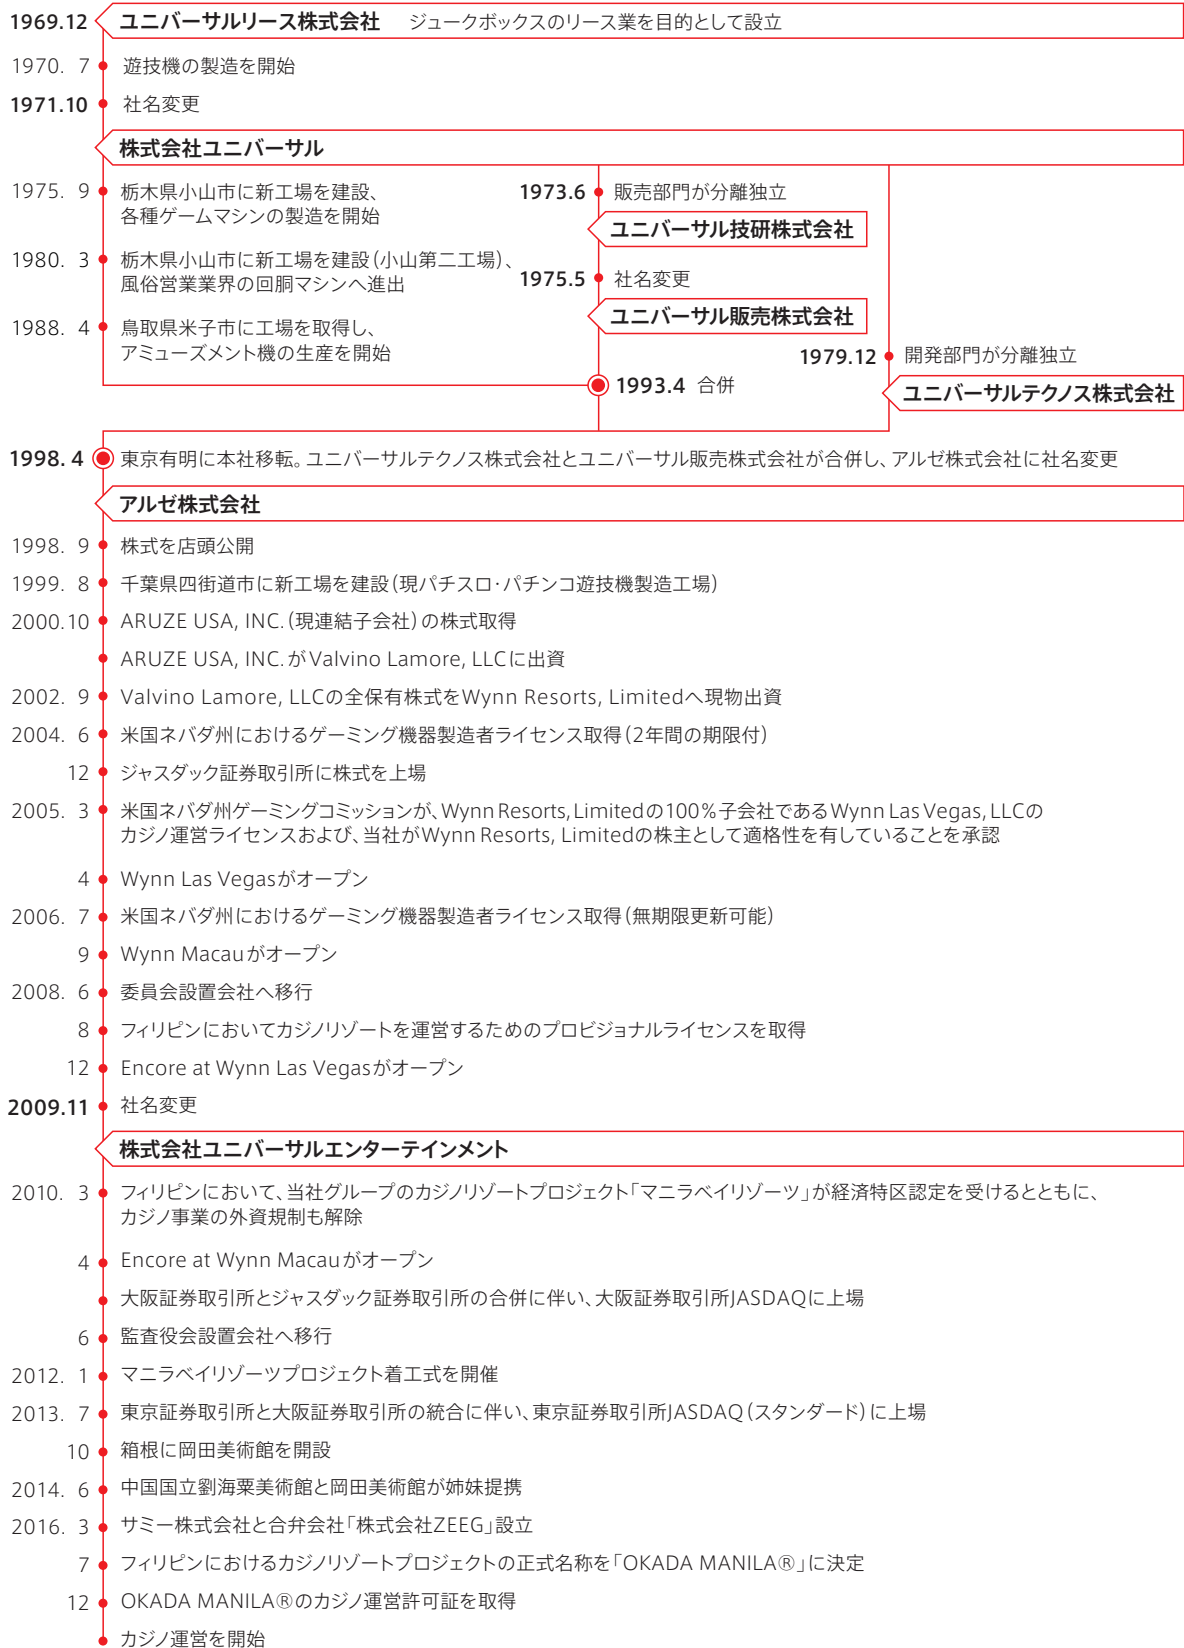 1969.12 ユニバーサルリース株式会社 ジュークボックスのリース業を目的として設立
1970. 7 遊技機の製造を開始
1971.10 社名変更
株式会社ユニバーサル
1975. 9 栃木県小山市に新工場を建設、
各種ゲームマシンの製造を開始
1980. 3 栃木県小山市に新工場を建設(小山第二工場)、
風俗営業業界の回胴マシンへ進出
1988. 4 鳥取県米子市に工場を取得し、
アミューズメント機の生産を開始
1973.6 販売部門が分離独立
ユニバーサル技研株式会社
1975.5 社名変更
ユニバーサル販売株式会社
1979.12 開発部門が分離独立
ユニバーサルテクノス株式会社
1993.4 合併
1998. 4 東京有明に本社移転。ユニバーサルテクノス株式会社とユニバーサル販売株式会社が合併し、アルゼ株式会社に社名変更
アルゼ株式会社
1998. 9 株式を店頭公開
1999. 8 千葉県四街道市に新工場を建設(現パチスロ・パチンコ遊技機製造工場)
2000.10 ARUZE USA, INC.(現連結子会社)の株式取得
ARUZE USA, INC.がValvino Lamore, LLCに出資
2002. 9 Valvino Lamore, LLCの全保有株式をWynn Resorts, Limitedへ現物出資
2004. 6 米国ネバダ州におけるゲーミング機器製造者ライセンス取得(2年間の期限付)
12 ジャスダック証券取引所に株式を上場
2005. 3 米国ネバダ州ゲーミングコミッションが、Wynn Resorts, Limitedの100%子会社であるWynn Las Vegas, LLCの
カジノ運営ライセンスおよび、当社がWynn Resorts, Limitedの株主として適格性を有していることを承認
4 Wynn Las Vegasがオープン
2006. 7 米国ネバダ州におけるゲーミング機器製造者ライセンス取得(無期限更新可能)
9 Wynn Macauがオープン
2008. 6 委員会設置会社へ移行
8 フィリピンにおいてカジノリゾートを運営するためのプロビジョナルライセンスを取得
12 Encore at Wynn Las Vegasがオープン
2009.11 社名変更
株式会社ユニバーサルエンターテインメント
2010. 3 フィリピンにおいて、当社グループのカジノリゾートプロジェクト「マニラベイリゾーツ」が経済特区認定を受けるとともに、
カジノ事業の外資規制も解除
4 Encore at Wynn Macauがオープン
大阪証券取引所とジャスダック証券取引所の合併に伴い、大阪証券取引所JASDAQに上場
6 監査役会設置会社へ移行
2012. 1 マニラベイリゾーツプロジェクト着工式を開催
2013. 7 東京証券取引所と大阪証券取引所の統合に伴い、東京証券取引所JASDAQ(スタンダード)に上場
10 箱根に岡田美術館を開設
2014. 6 中国国立劉海粟美術館と岡田美術館が姉妹提携
2016. 3 サミー株式会社と合弁会社「株式会社ZEEG」設立
7 フィリピンにおけるカジノリゾートプロジェクトの正式名称を「OKADA MANILA®」に決定
12 OKADA MANILA®のカジノ運営許可証を取得
カジノ運営を開始